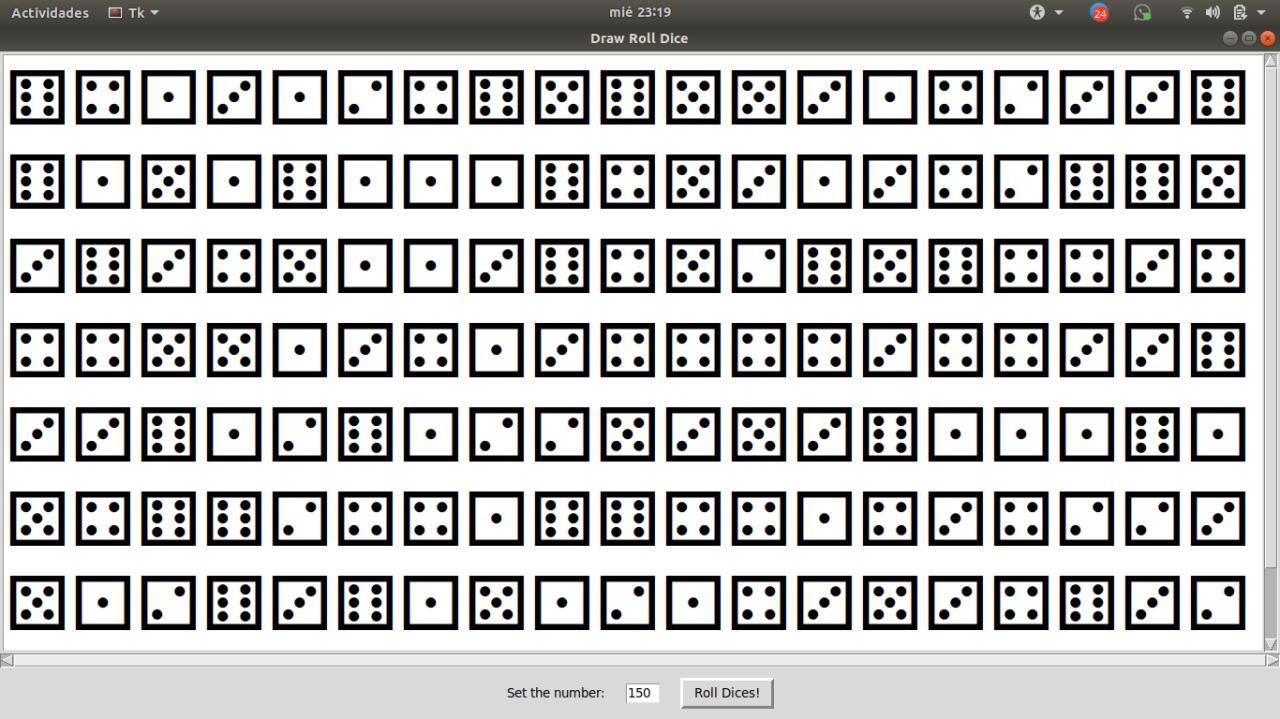 Actividades Tk mié 23:19 24
Draw Roll Dice
Set the number: 150 Roll Dices!